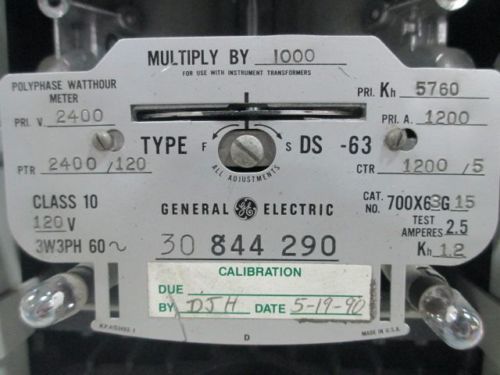 MULTIPLY BY 1000
FOR USE WITH INSTRUMENT TRANSFORMERS
POLYPHASE WATTHOUR
METER
PRI. Kh 5760
PRI. V 2400
PRI. A. 1200
TYPE F S DS -63
PTR 2400/120
CTR 1200/5
ALL ADJUSTMENTS
CLASS 10
CAT. NO. 700X63G15
120 V
GENERAL GE ELECTRIC
TEST AMPERES 2.5
3W3PH 60~
30 844 290
Kh 1.2
CALIBRATION
DUE
BY DJH DATE 5-19-90
MADE IN U.S.A.
D